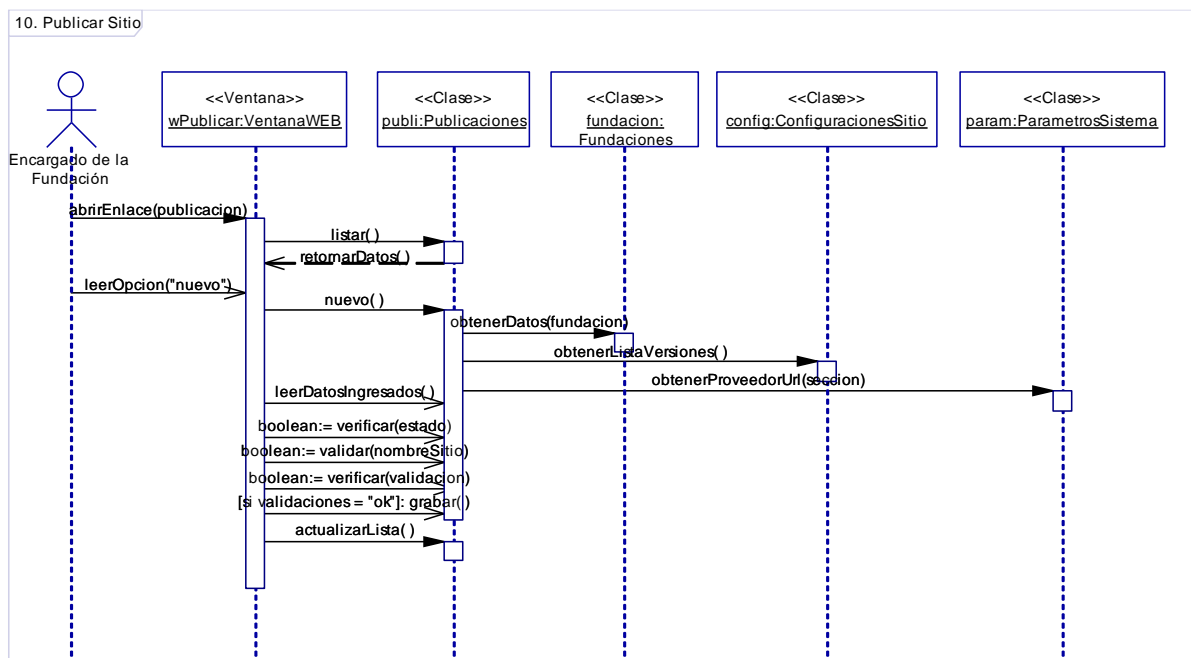 10. Publicar Sitio
<<Ventana>>
wPublicar:VentanaWEB
<<Clase>>
publi:Publicaciones
<<Clase>>
fundacion:
Fundaciones
<<Clase>>
config:ConfiguracionesSitio
<<Clase>>
param:ParametrosSistema
Encargado de la
Fundación
abrirEnlace(publicacion)
listar( )
retornarDatos( )
leerOpcion("nuevo")
nuevo( )
obtenerDatos(fundacion)
obtenerListaVersiones( )
obtenerProveedorUrl(seccion)
leerDatosIngresados( )
boolean:= verificar(estado)
boolean:= validar(nombreSitio)
boolean:= verificar(validacion)
[si validaciones = "ok"]: grabar( )
actualizarLista( )